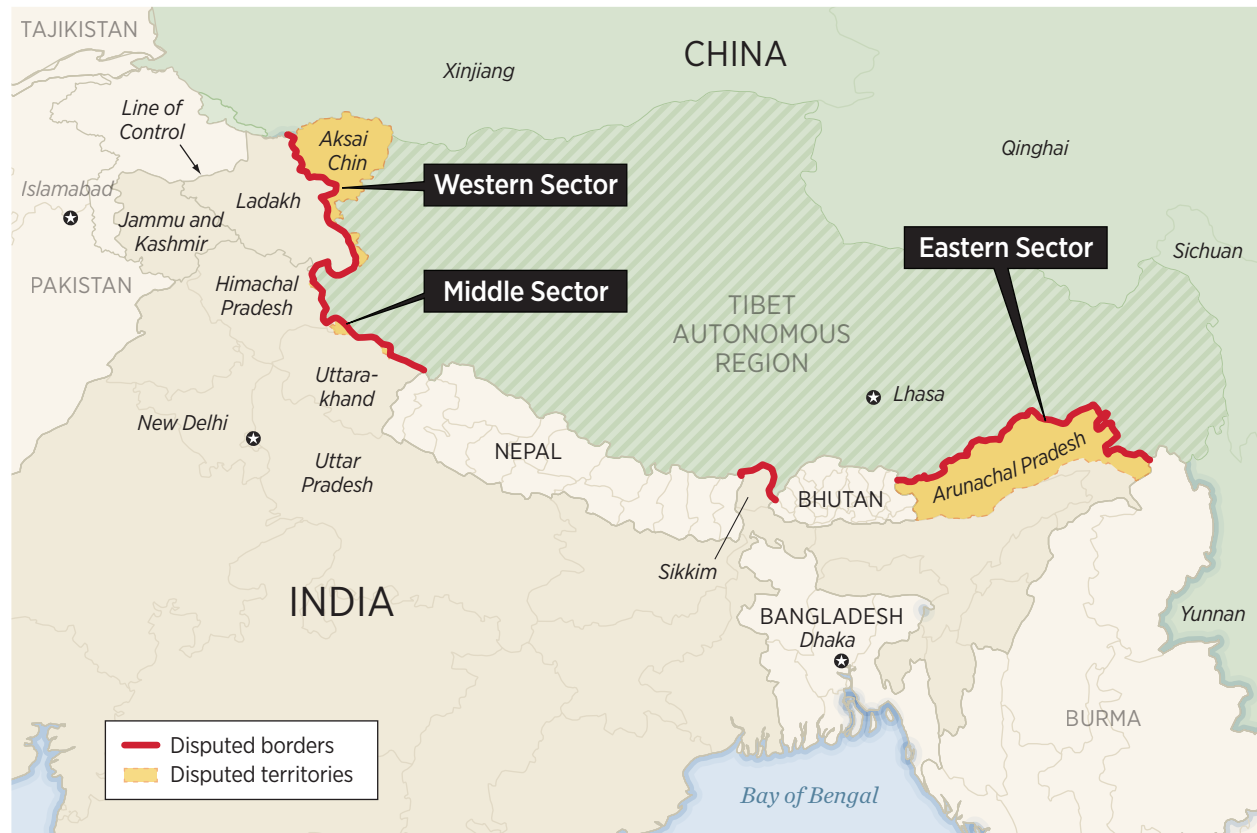 TAJIKISTAN
CHINA
Xinjiang
Line of
Control
Aksai
Chin
Qinghai
Western Sector
Islamabad
Ladakh
Jammu and
Kashmir
Eastern Sector
Sichuan
PAKISTAN
Himachal
Pradesh
Middle Sector
TIBET
AUTONOMOUS
REGION
Uttara-
khand
Lhasa
New Delhi
NEPAL
Uttar
Pradesh
Arunachal Pradesh
BHUTAN
Sikkim
INDIA
BANGLADESH
Dhaka
Yunnan
BURMA
Disputed borders
Disputed territories
Bay of Bengal